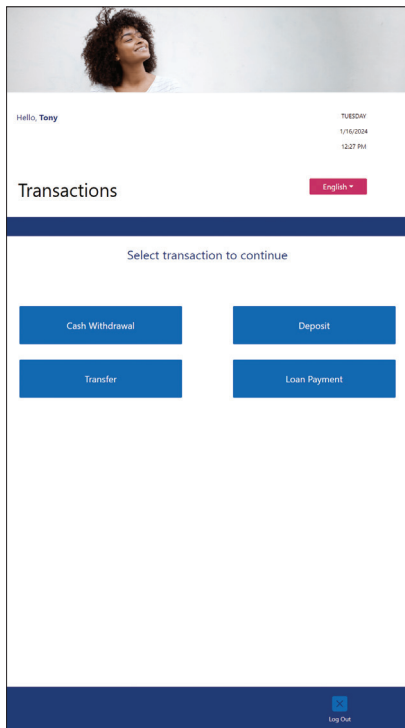 Hello, Tony
TUESDAY
1/16/2024
12:27 PM
Transactions
English
Select transaction to continue
Cash Withdrawal
Deposit
Transfer
Loan Payment
Log Out